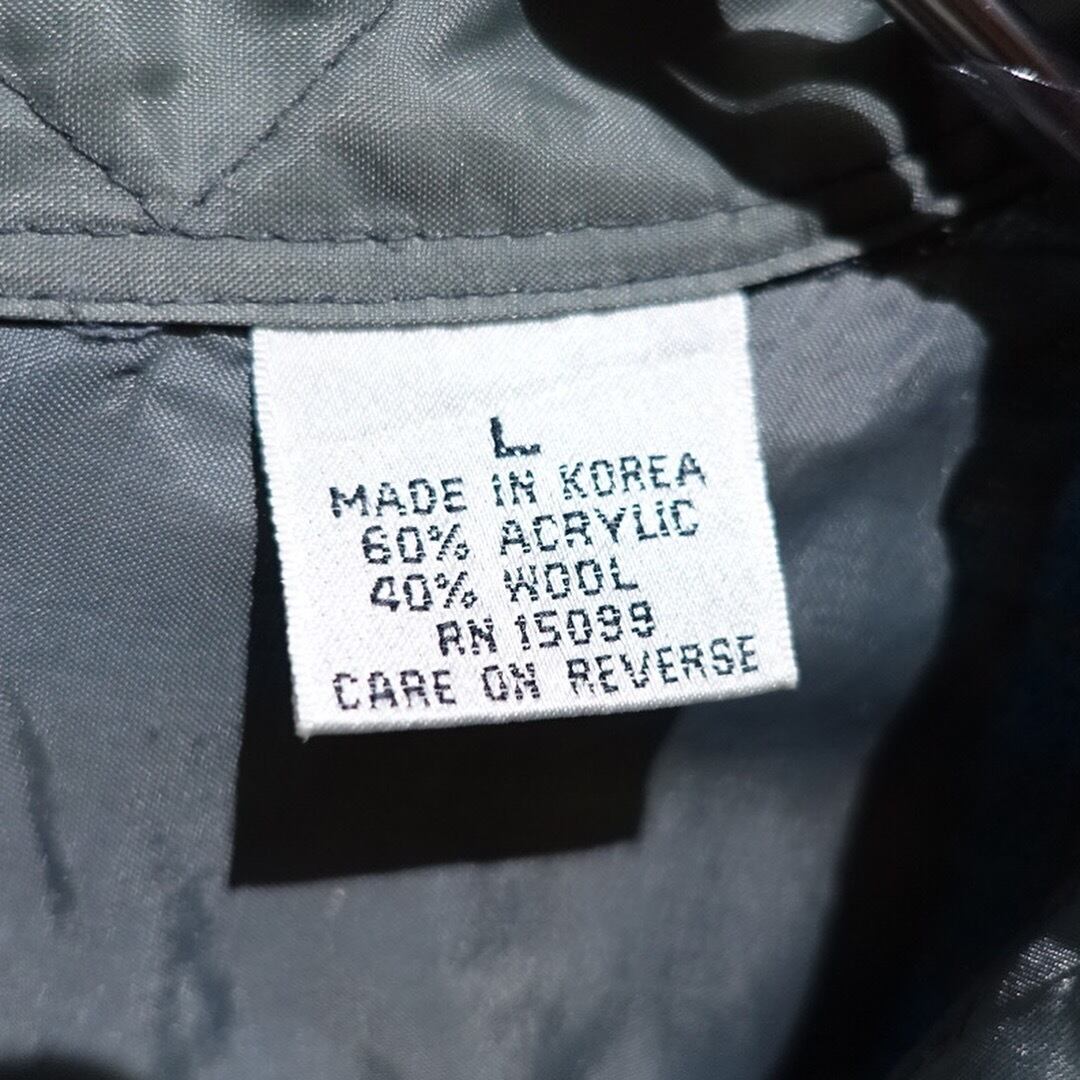 L
MADE IN KOREA
60% ACRYLIC
40% WOOL
RN 15099
CARE ON REVERSE